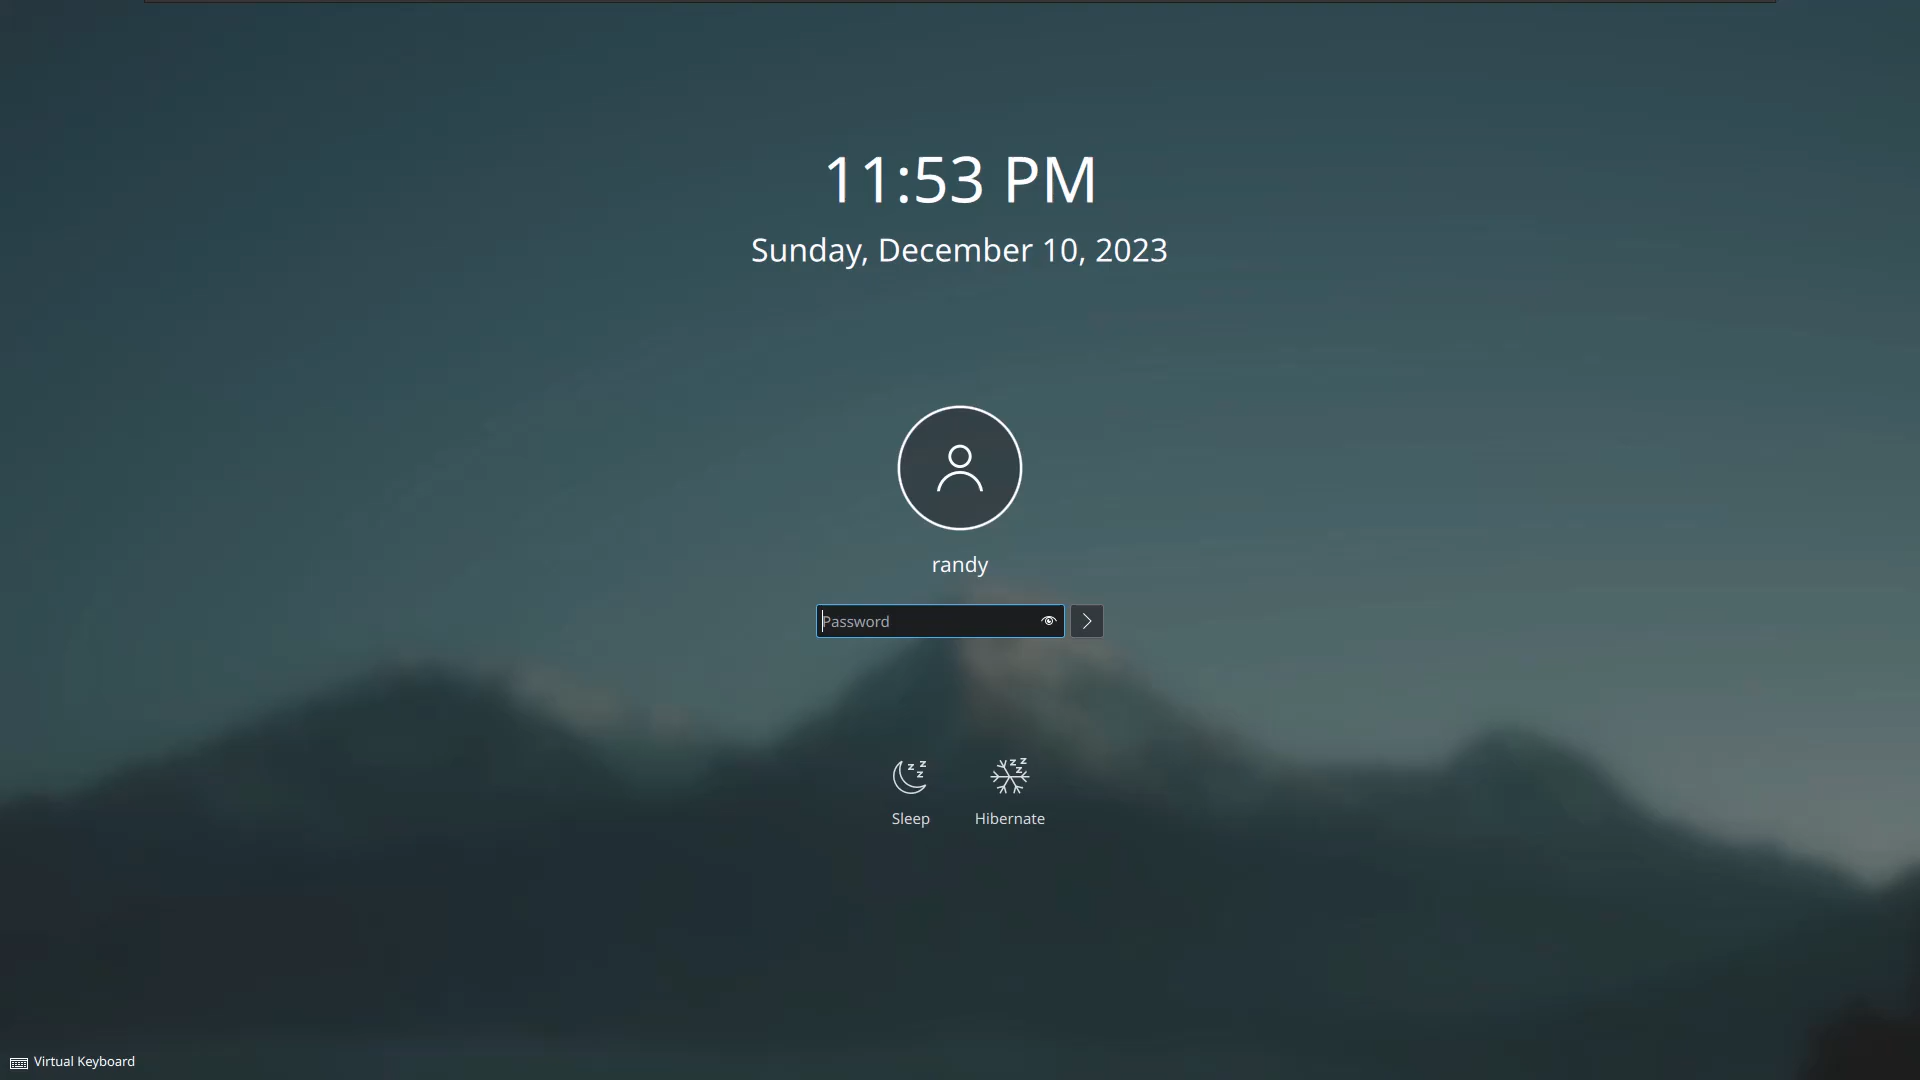 11:53 PM
Sunday, December 10, 2023
randy
Password
Sleep
Hibernate
Virtual Keyboard